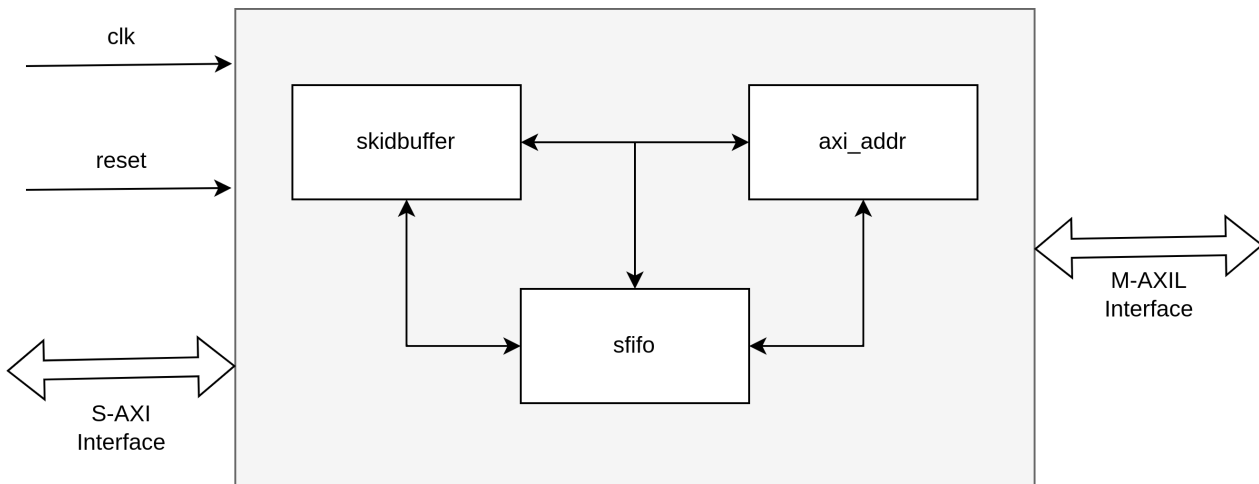 clk
reset
skidbuffer
axi_addr
sfifo
S-AXI
Interface
M-AXIL
Interface